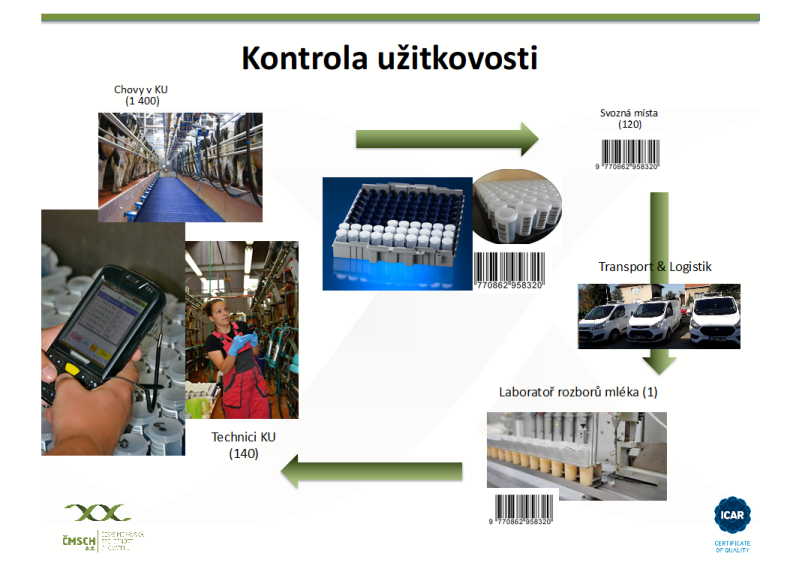 Kontrola užitkovosti
Chovy v KU
(1 400)
Svozná místa
(120)
9 770862 958320
9 770862 958320
Transport & Logistik
Laboratoř rozborů mléka (1)
Technici KU
(140)
9 770862 958320
ČMSCH
a.s.
ICAR
CERTIFICATE
OF QUALITY